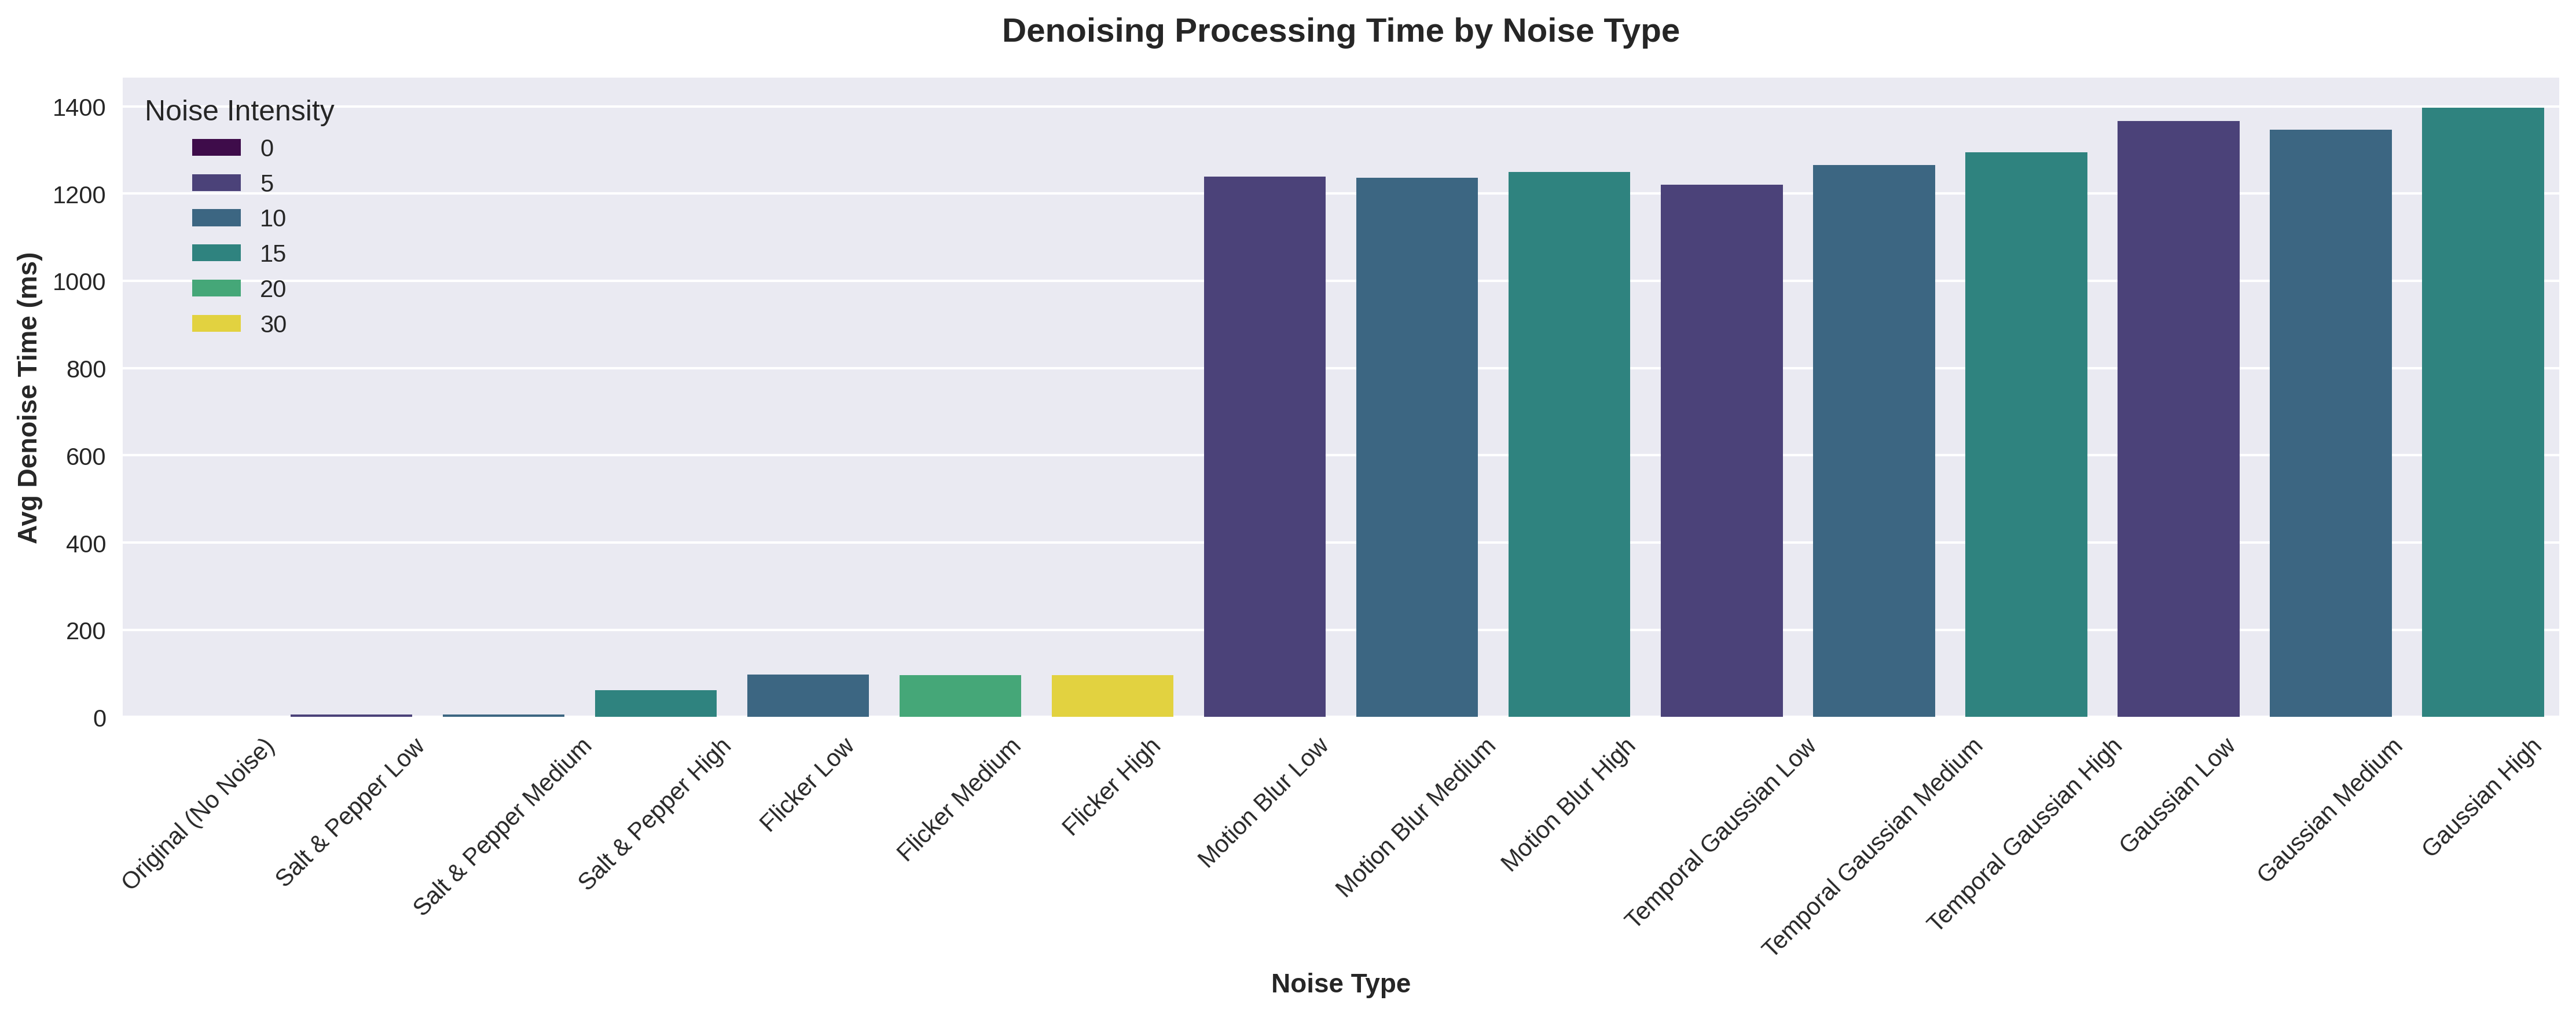 Denoising Processing Time by Noise Type
Noise Intensity
0
5
10
15
20
30
Avg Denoise Time (ms)
1400
1200
1000
800
600
400
200
0
Original (No Noise)
Salt & Pepper Low
Salt & Pepper Medium
Salt & Pepper High
Flicker Low
Flicker Medium
Flicker High
Motion Blur Low
Motion Blur Medium
Motion Blur High
Temporal Gaussian Low
Temporal Gaussian Medium
Temporal Gaussian High
Gaussian Low
Gaussian Medium
Gaussian High
Noise Type